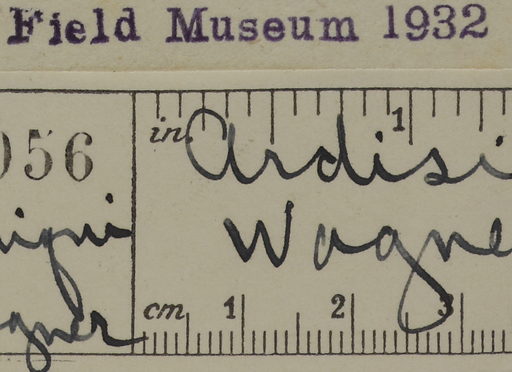 Field Museum 1932
in. 1
056 Ardisi
Wagne
cm 1 2 3